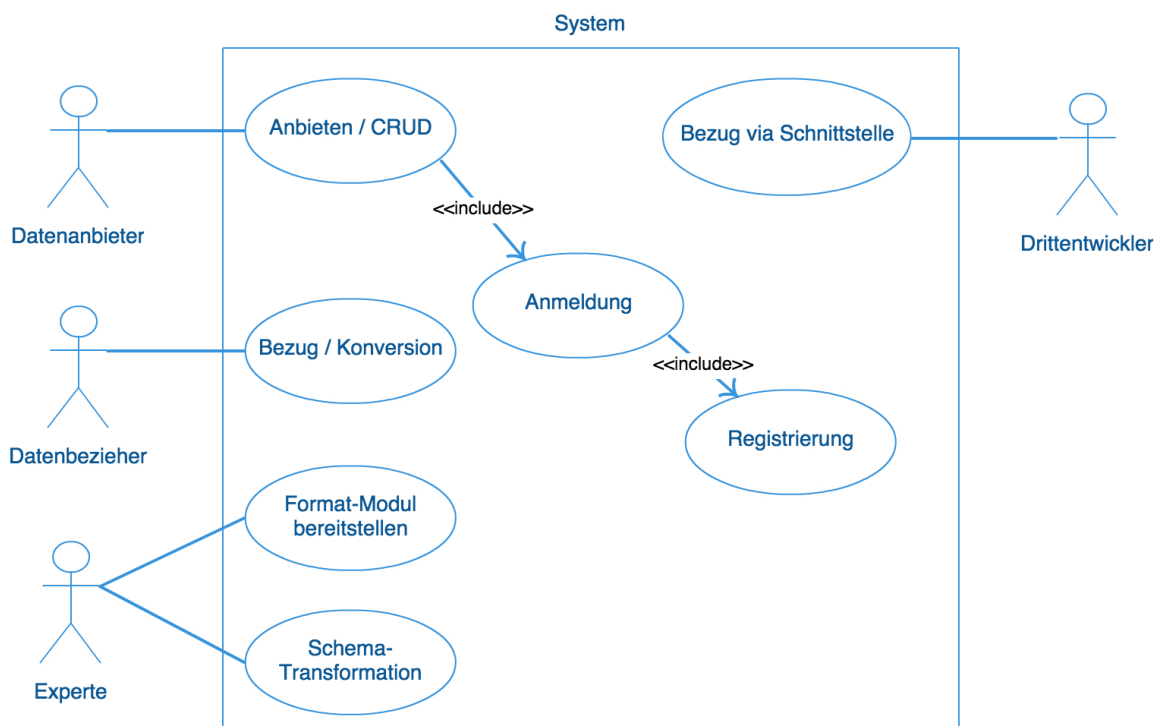 System
Anbieten / CRUD
Bezug via Schnittstelle
<<include>>
Datenanbieter
Drittentwickler
Anmeldung
Bezug / Konversion
<<include>>
Registrierung
Datenbezieher
Format-Modul
bereitstellen
Schema-
Transformation
Experte